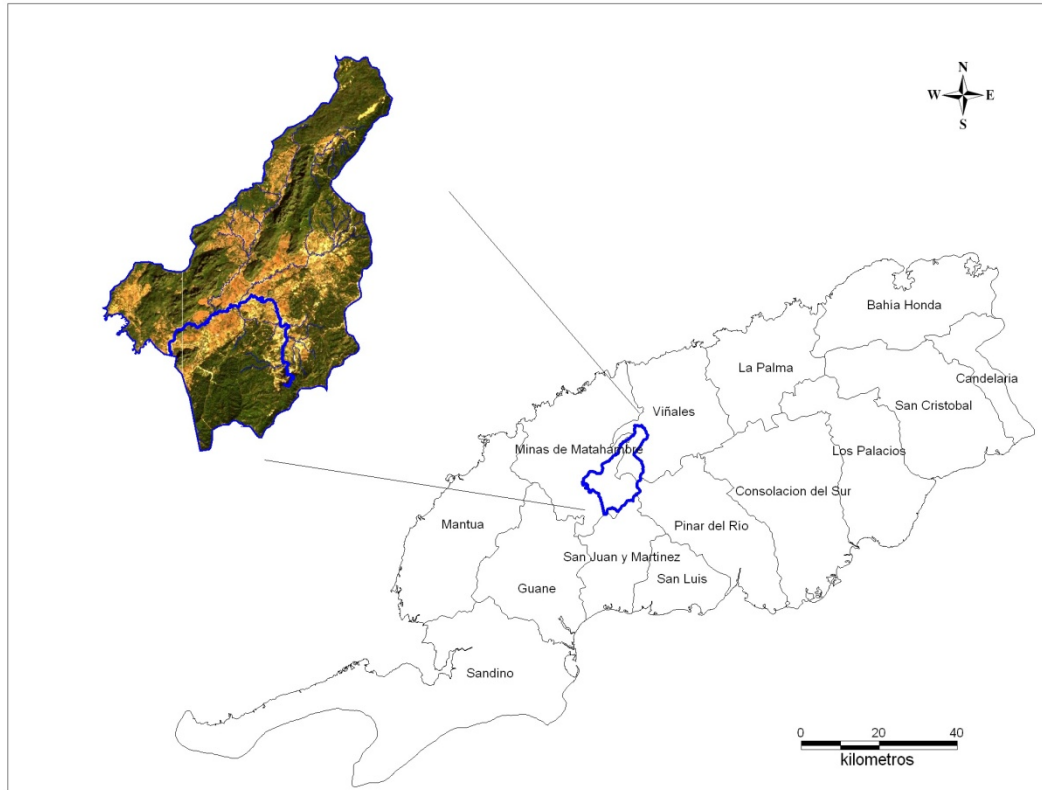 N
W E
S
Bahia Honda
La Palma
Candelaria
San Cristobal
Viñales
Minas de Matahambre
Los Palacios
Consolacion del Sur
Mantua
Pinar del Rio
San Juan y Martinez
San Luis
Guane
Sandino
0 20 40
kilometros